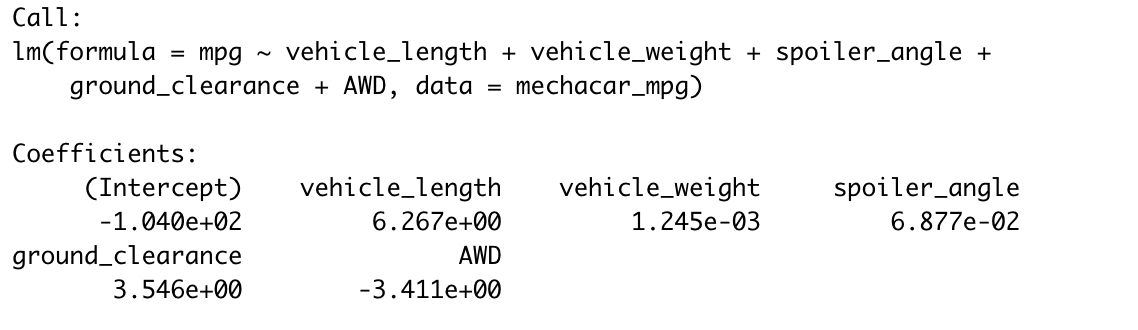 Call:
lm(formula = mpg ~ vehicle_length + vehicle_weight + spoiler_angle +
    ground_clearance + AWD, data = mechacar_mpg)

Coefficients:
     (Intercept)    vehicle_length    vehicle_weight     spoiler_angle
      -1.040e+02         6.267e+00         1.245e-03         6.877e-02
ground_clearance               AWD
       3.546e+00        -3.411e+00